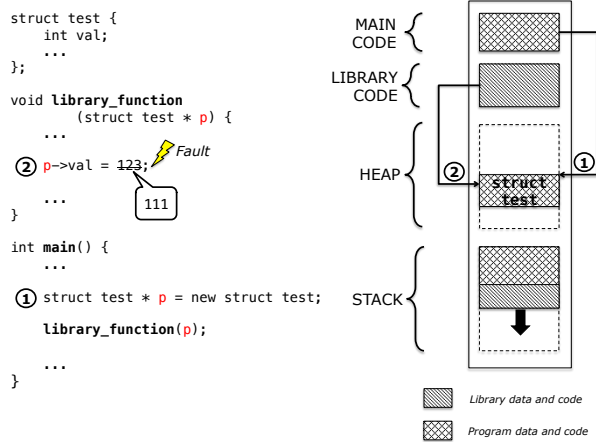 struct test {
int val;
...
};
void library_function
(struct test * p) {
...
2 p->val = 123;
Fault
111
...
}
int main() {
...
1 struct test * p = new struct test;
library_function(p);
...
}
MAIN
CODE
LIBRARY
CODE
HEAP
STACK
2
1
struct
test
Library data and code
Program data and code